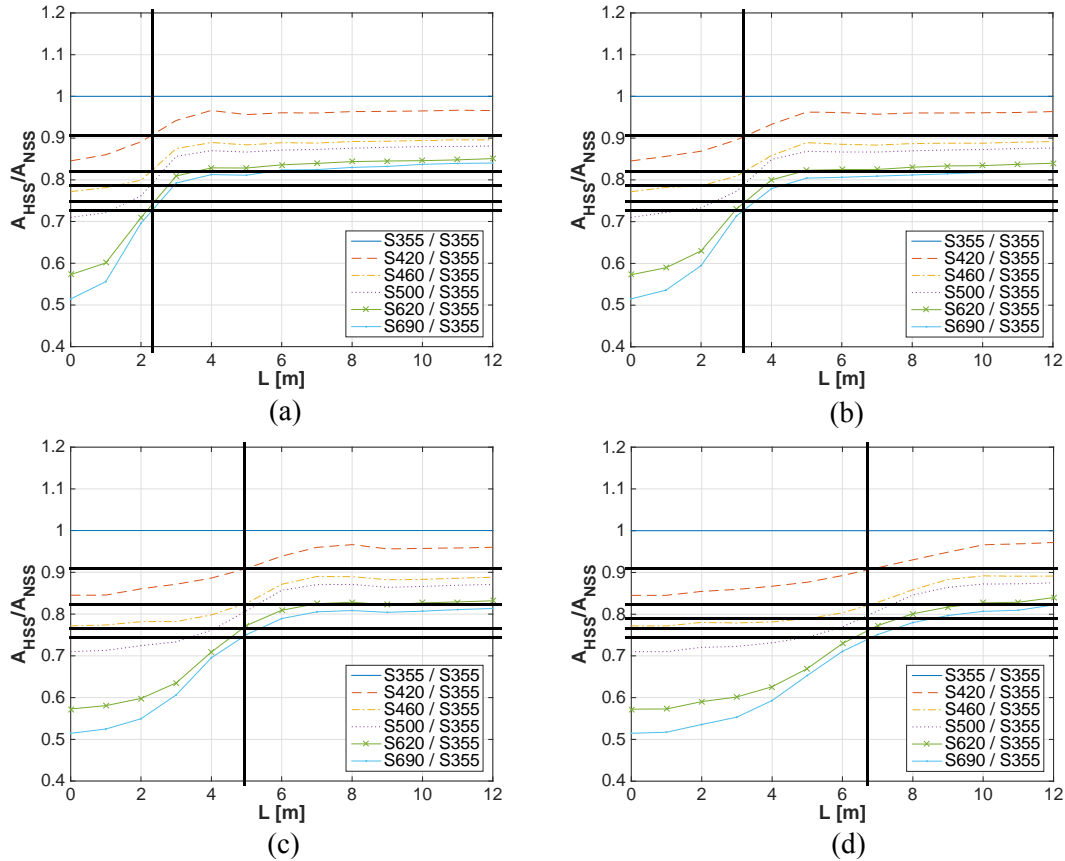 1.2
1.1
1
0.9
0.8
0.7
0.6
0.5
0.4
A_HSS/A_NSS
S355 / S355
S420 / S355
S460 / S355
S500 / S355
S620 / S355
S690 / S355
0 2 4 6 8 10 12
L [m]
(a)
1.2
1.1
1
0.9
0.8
0.7
0.6
0.5
0.4
A_HSS/A_NSS
S355 / S355
S420 / S355
S460 / S355
S500 / S355
S620 / S355
S690 / S355
0 2 4 6 8 10 12
L [m]
(b)
1.2
1.1
1
0.9
0.8
0.7
0.6
0.5
0.4
A_HSS/A_NSS
S355 / S355
S420 / S355
S460 / S355
S500 / S355
S620 / S355
S690 / S355
0 2 4 6 8 10 12
L [m]
(c)
1.2
1.1
1
0.9
0.8
0.7
0.6
0.5
0.4
A_HSS/A_NSS
S355 / S355
S420 / S355
S460 / S355
S500 / S355
S620 / S355
S690 / S355
0 2 4 6 8 10 12
L [m]
(d)